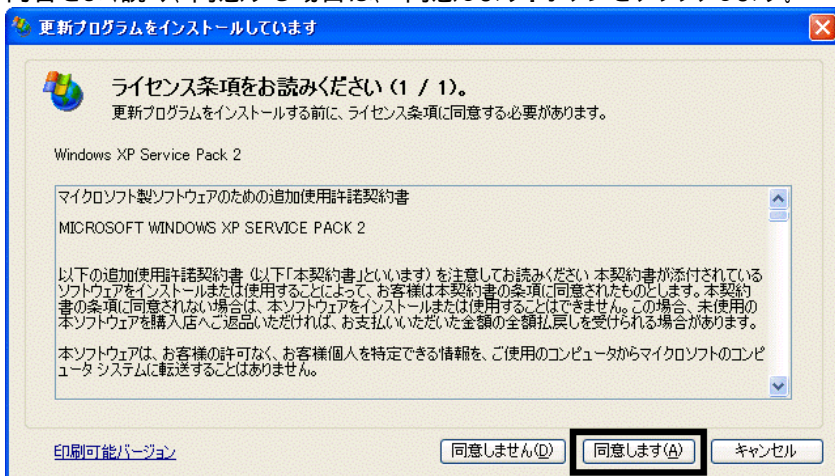 更新プログラムをインストールしています
ライセンス条項をお読みください (1 / 1)。
更新プログラムをインストールする前に、ライセンス条項に同意する必要があります。
Windows XP Service Pack 2
マイクロソフト製ソフトウェアのための追加使用許諾契約書
MICROSOFT WINDOWS XP SERVICE PACK 2
以下の追加使用許諾契約書 (以下「本契約書」といいます) を注意してお読みください 本契約書が添付されている
ソフトウェアをインストールまたは使用することによって、お客様は本契約書の条項に同意されたものとします。本契約
書の条項に同意されない場合は、本ソフトウェアをインストールまたは使用することはできません。この場合、未使用の
本ソフトウェアを購入店へご返品いただければ、お支払いいただいた金額の全額払戻しを受けられる場合があります。
本ソフトウェアは、お客様の許可なく、お客様個人を特定できる情報を、ご使用のコンピュータからマイクロソフトのコンピ
ュータ システムに転送することはありません。
印刷可能バージョン
同意しません(D)
同意します(A)
キャンセル